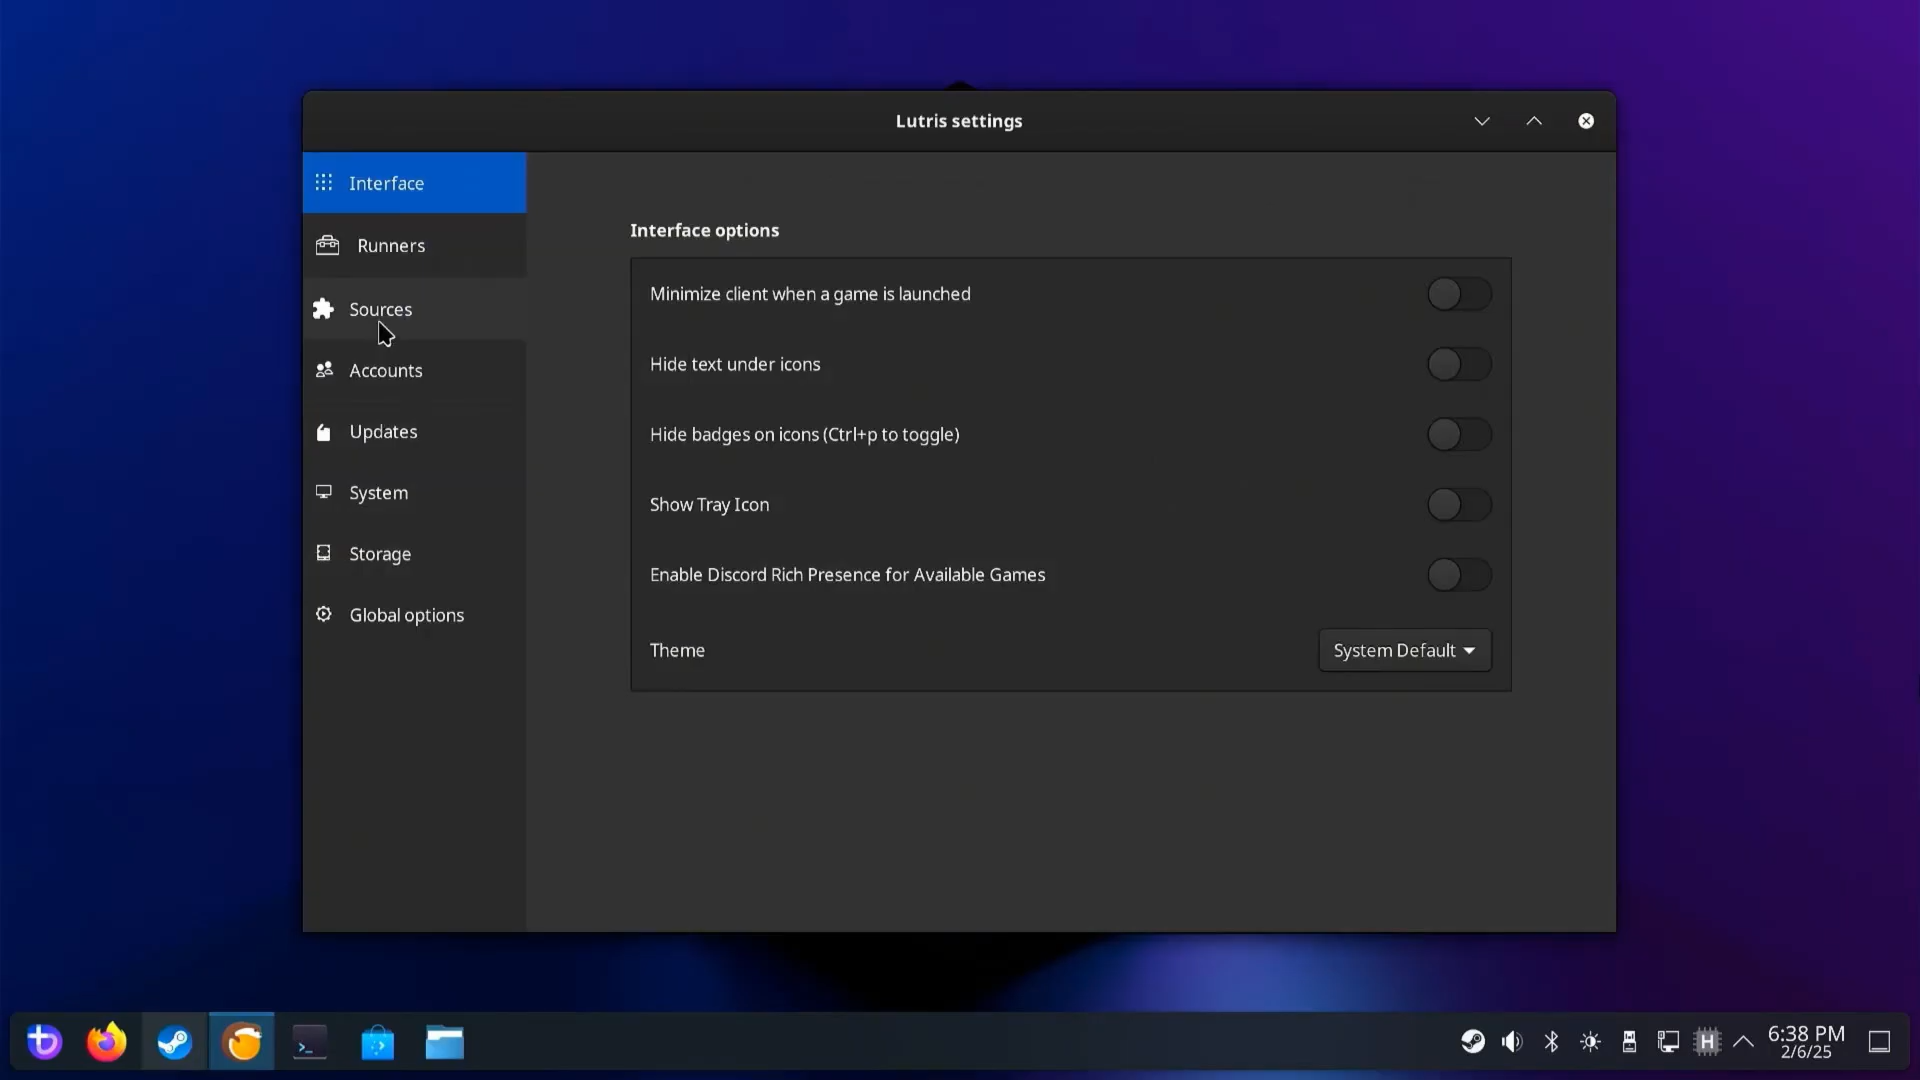 Lutris settings
Interface
Runners
Sources
Accounts
Updates
System
Storage
Global options
Interface options
Minimize client when a game is launched
Hide text under icons
Hide badges on icons (Ctrl+p to toggle)
Show Tray Icon
Enable Discord Rich Presence for Available Games
Theme
System Default
H
6:38 PM
2/6/25